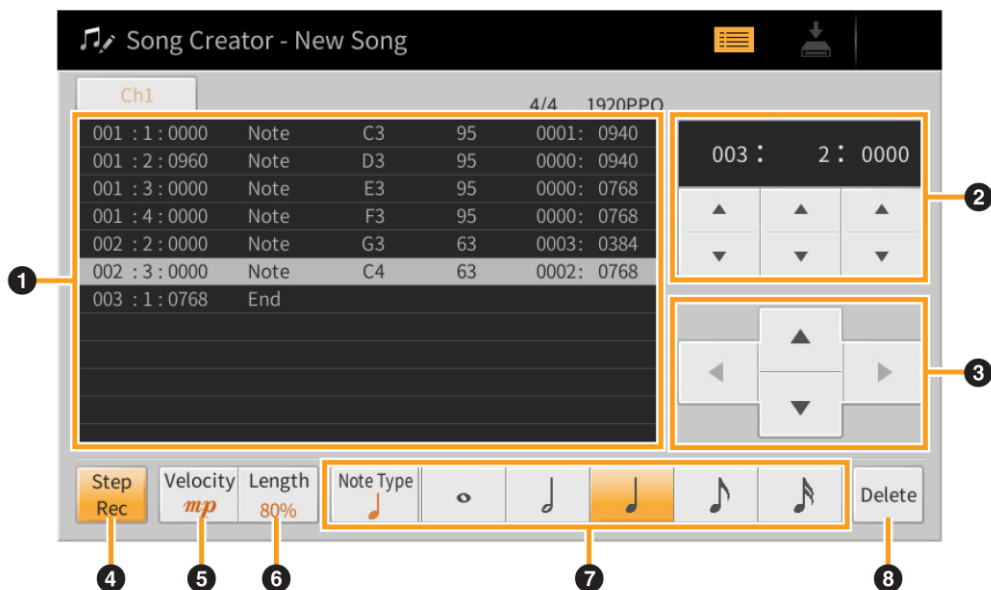 Song Creator - New Song
Ch1
4/4 1920PPQ
001 :1:0000 Note C3 95 0001: 0940
001 :2:0960 Note D3 95 0000: 0940
001 :3:0000 Note E3 95 0000: 0768
001 :4:0000 Note F3 95 0000: 0768
002 :2:0000 Note G3 63 0003: 0384
002 :3:0000 Note C4 63 0002: 0768
003 :1:0768 End
003 : 2 : 0000
1
2
3
Step Rec
Velocity mp
Length 80%
Note Type
Delete
4
5
6
7
8